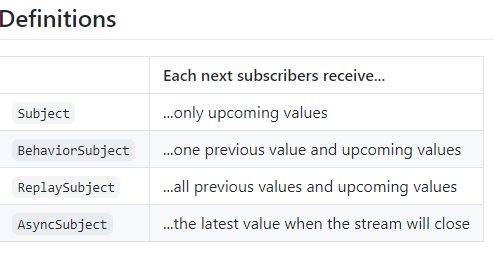 Definitions
Each next subscribers receive...
Subject ...only upcoming values
BehaviorSubject ...one previous value and upcoming values
ReplaySubject ...all previous values and upcoming values
AsyncSubject ...the latest value when the stream will close